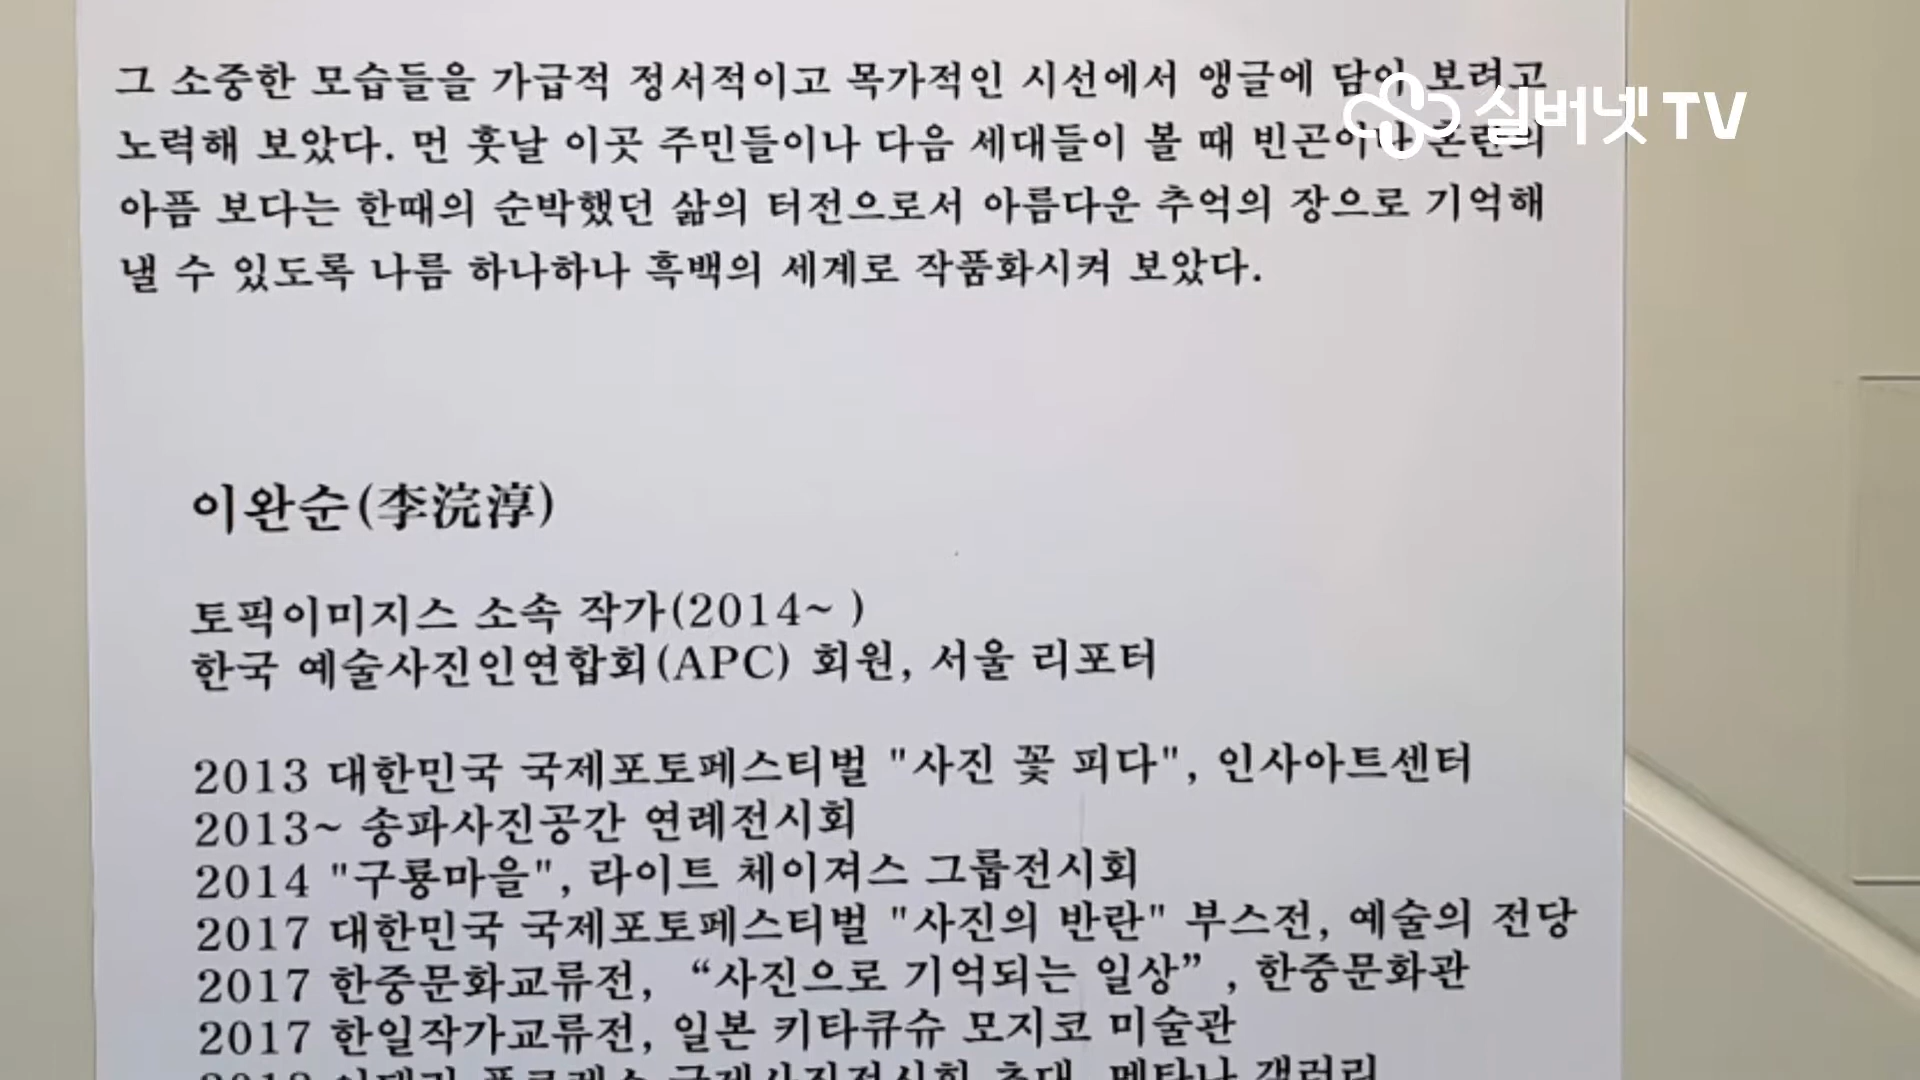 그 소중한 모습들을 가급적 정서적이고 목가적인 시선에서 앵글에 담아 보려고
실버넷 TV
노력해 보았다. 먼 훗날 이곳 주민들이나 다음 세대들이 볼 때 빈곤이나 혼란의
아픔 보다는 한때의 순박했던 삶의 터전으로서 아름다운 추억의 장으로 기억해
낼 수 있도록 나름 하나하나 흑백의 세계로 작품화시켜 보았다.
이완순(李浣淳)
토픽이미지스 소속 작가(2014~ )
한국 예술사진인연합회(APC) 회원, 서울 리포터
2013 대한민국 국제포토페스티벌 "사진 꽃 피다", 인사아트센터
2013~ 송파사진공간 연례전시회
2014 "구룡마을", 라이트 체이져스 그룹전시회
2017 대한민국 국제포토페스티벌 "사진의 반란" 부스전, 예술의 전당
2017 한중문화교류전, “사진으로 기억되는 일상” , 한중문화관
2017 한일작가교류전, 일본 키타큐슈 모지코 미술관
국제사진전시회 초대, 갤러리